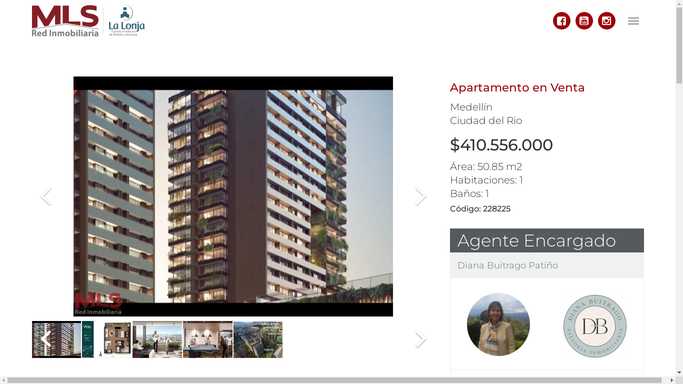 MLS
Red Inmobiliaria
La Lonja
Apartamento en Venta
Medellín
Ciudad del Rio
$410.556.000
Área: 50.85 m2
Habitaciones: 1
Baños: 1
Código: 228225
MLS
Red Inmobiliaria
Agente Encargado
Diana Buitrago Patiño
DIANA BUITRAGO
DB